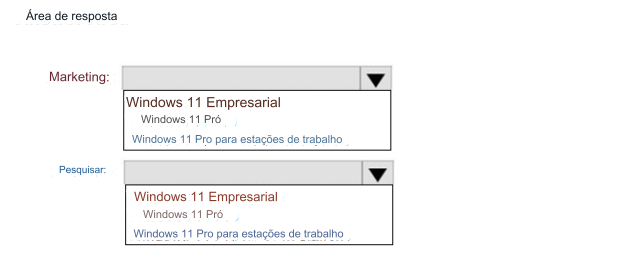 Área de resposta
Marketing:
Windows 11 Empresarial
Windows 11 Pró
Windows 11 Pro para estações de trabalho
Pesquisar:
Windows 11 Empresarial
Windows 11 Pró
Windows 11 Pro para estações de trabalho